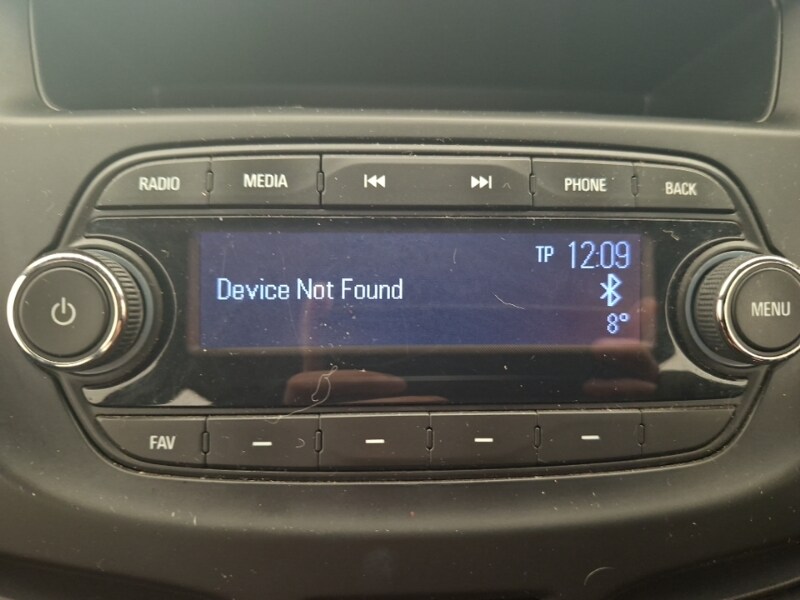 RADIO
MEDIA
PHONE
BACK
TP 12:09
Device Not Found
8°
MENU
FAV